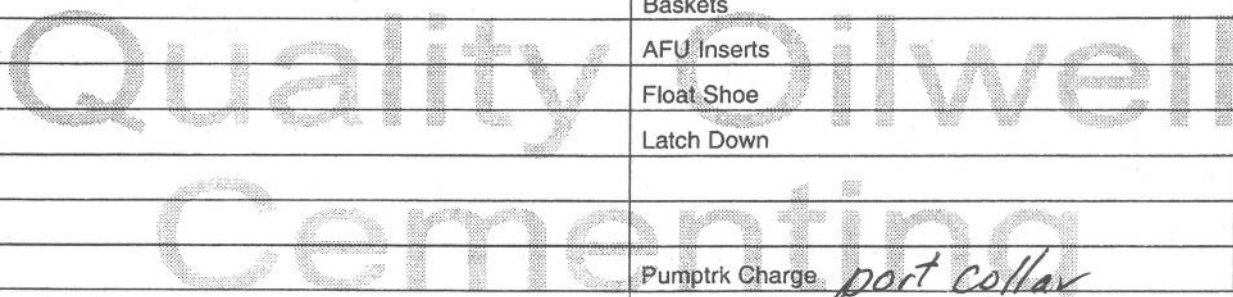 Baskets
AFU Inserts
Quality Oilwell
Float Shoe
Latch Down
Cementing
Pumptrk Charge port collar